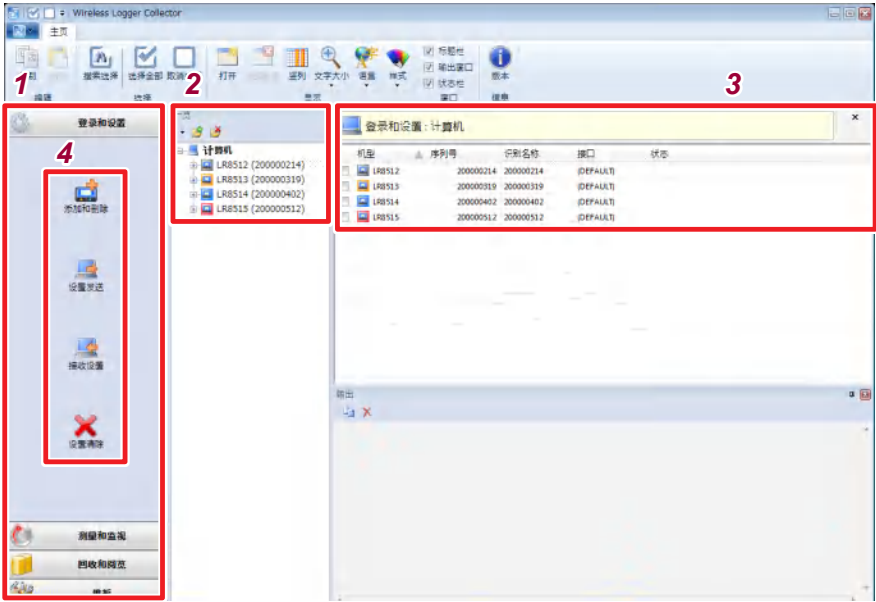 Wireless Logger Collector
主页
搜索选择
选择全部
打开
竖列
文字大小
语言
样式
标题栏
输出窗口
状态栏
版本
编辑
选择
显示
窗口
信息
1
2
3
4
登录和设置
添加和删除
设置发送
接收设置
设置清除
测量和监视
回收和阅览
计算机
LR8512 (200000214)
LR8513 (200000319)
LR8514 (200000402)
LR8515 (200000512)
登录和设置 : 计算机
机型 序列号 识别名称 接口 状态
LR8512 200000214 200000214 (DEFAULT)
LR8513 200000319 200000319 (DEFAULT)
LR8514 200000402 200000402 (DEFAULT)
LR8515 200000512 200000512 (DEFAULT)
输出